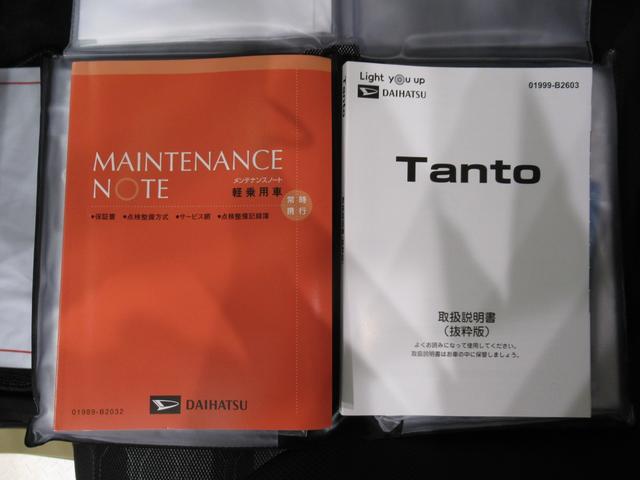 MAINTENANCE
NOTE
メンテナンスノート
軽乗用車
常時
携行
●保証書 ●点検整備方式 ●サービス網 ●点検整備記録簿
01989-B2032
DAIHATSU
Light you up
DAIHATSU
01999-B2603
Tanto
取扱説明書
(抜粋版)
よくお読みになって使用してください。
取扱説明書はお車の中に保管しましょう。